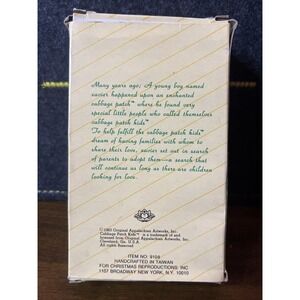 Many years ago, A young boy named
xavier happened upon an enchanted
cabbage patch™ where he found very
special little people who called themselves
cabbage patch kids™
To help fulfill the cabbage patch kids™
dream of having families with whom to
share their love, xavier set out in search
of parents to adopt them—a search that
will continue as long as there are children
looking for love.
© 1983 Original Appalachian Artworks, Inc.
Cabbage Patch Kids™ is a trademark of and
licensed from Original Appalachian Artworks, Inc.
Cleveland, Ga. U.S.A.
All Rights Reserved.
ITEM NO. 9108
HANDCRAFTED IN TAIWAN
FOR CHRISTMAS REPRODUCTIONS INC
1157 BROADWAY NEW YORK, N.Y. 10010